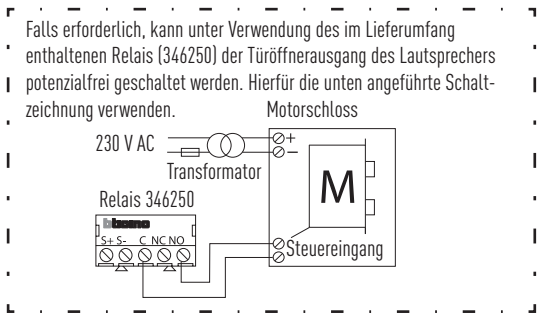 Falls erforderlich, kann unter Verwendung des im Lieferumfang
enthaltenen Relais (346250) der Türöffnerausgang des Lautsprechers
potenzialfrei geschaltet werden. Hierfür die unten angeführte Schalt-
zeichnung verwenden.
Motorschloss
230 V AC
+
–
Transformator
M
Relais 346250
bticino
S+ S- C NC NO
Steuereingang